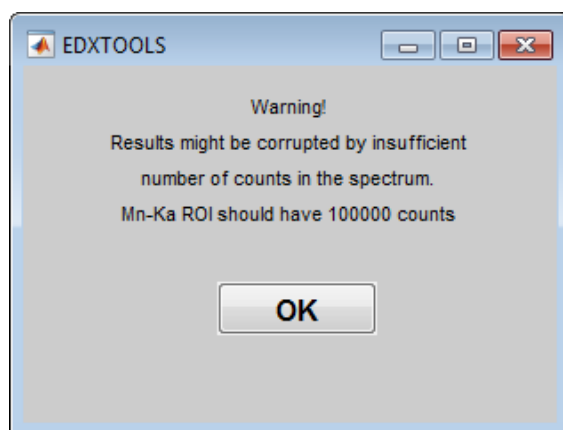 EDXTOOLS
Warning!
Results might be corrupted by insufficient
number of counts in the spectrum.
Mn-Ka ROI should have 100000 counts
OK